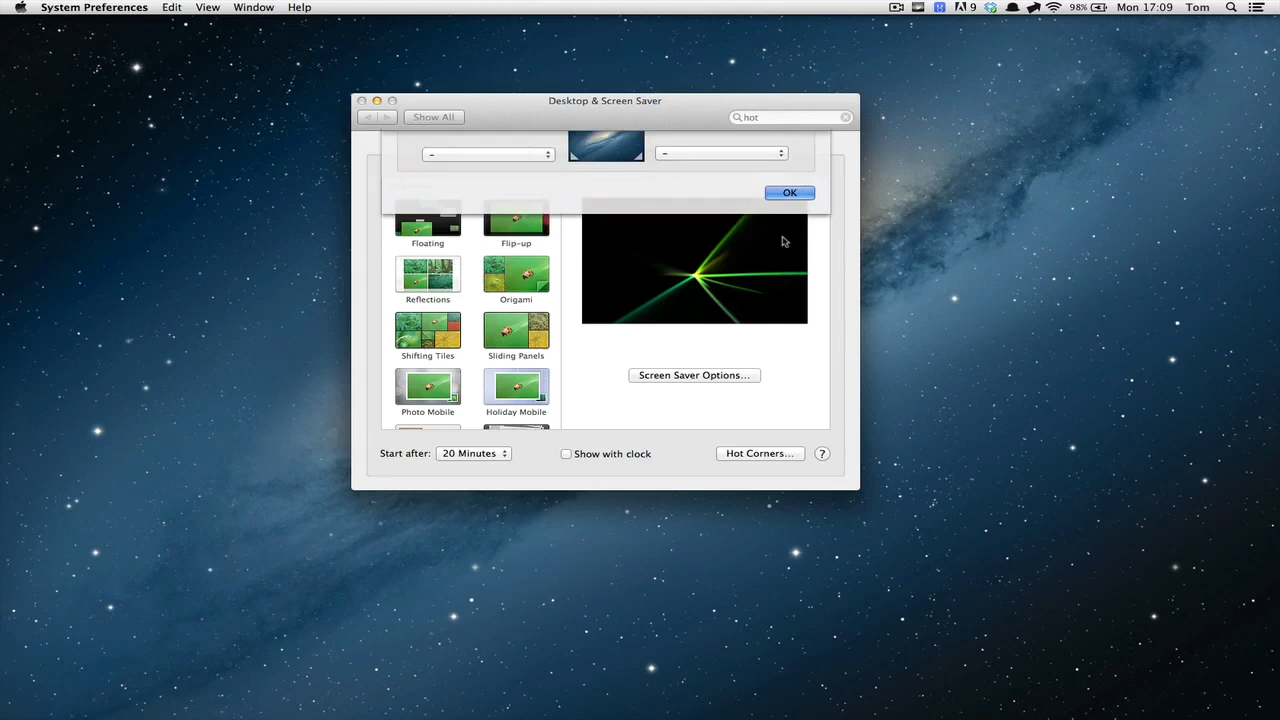 System Preferences Edit View Window Help 9 98% Mon 17:09 Tom
Desktop & Screen Saver
Show All hot
– –
OK
Floating Flip-up
Reflections Origami
Shifting Tiles Sliding Panels
Screen Saver Options...
Photo Mobile Holiday Mobile
Start after: 20 Minutes Show with clock Hot Corners... ?